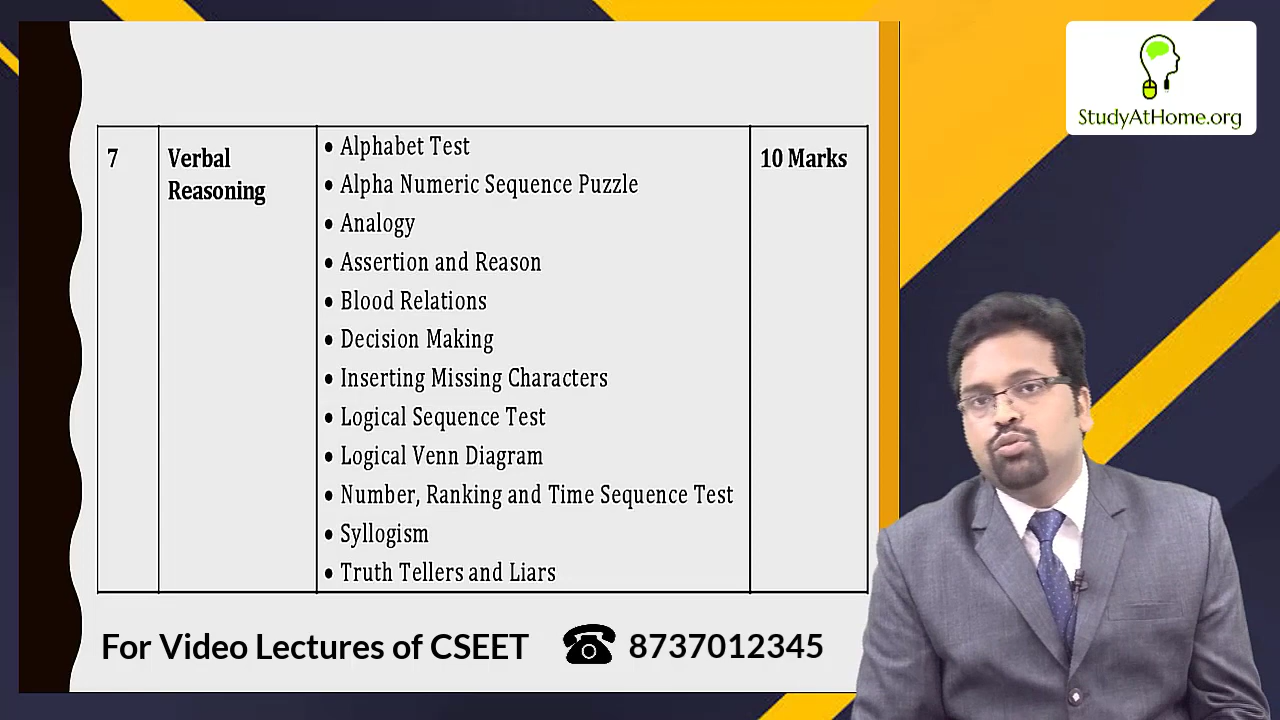 StudyAtHome.org
7
Verbal
Reasoning
• Alphabet Test
• Alpha Numeric Sequence Puzzle
• Analogy
• Assertion and Reason
• Blood Relations
• Decision Making
• Inserting Missing Characters
• Logical Sequence Test
• Logical Venn Diagram
• Number, Ranking and Time Sequence Test
• Syllogism
• Truth Tellers and Liars
10 Marks
For Video Lectures of CSEET 8737012345